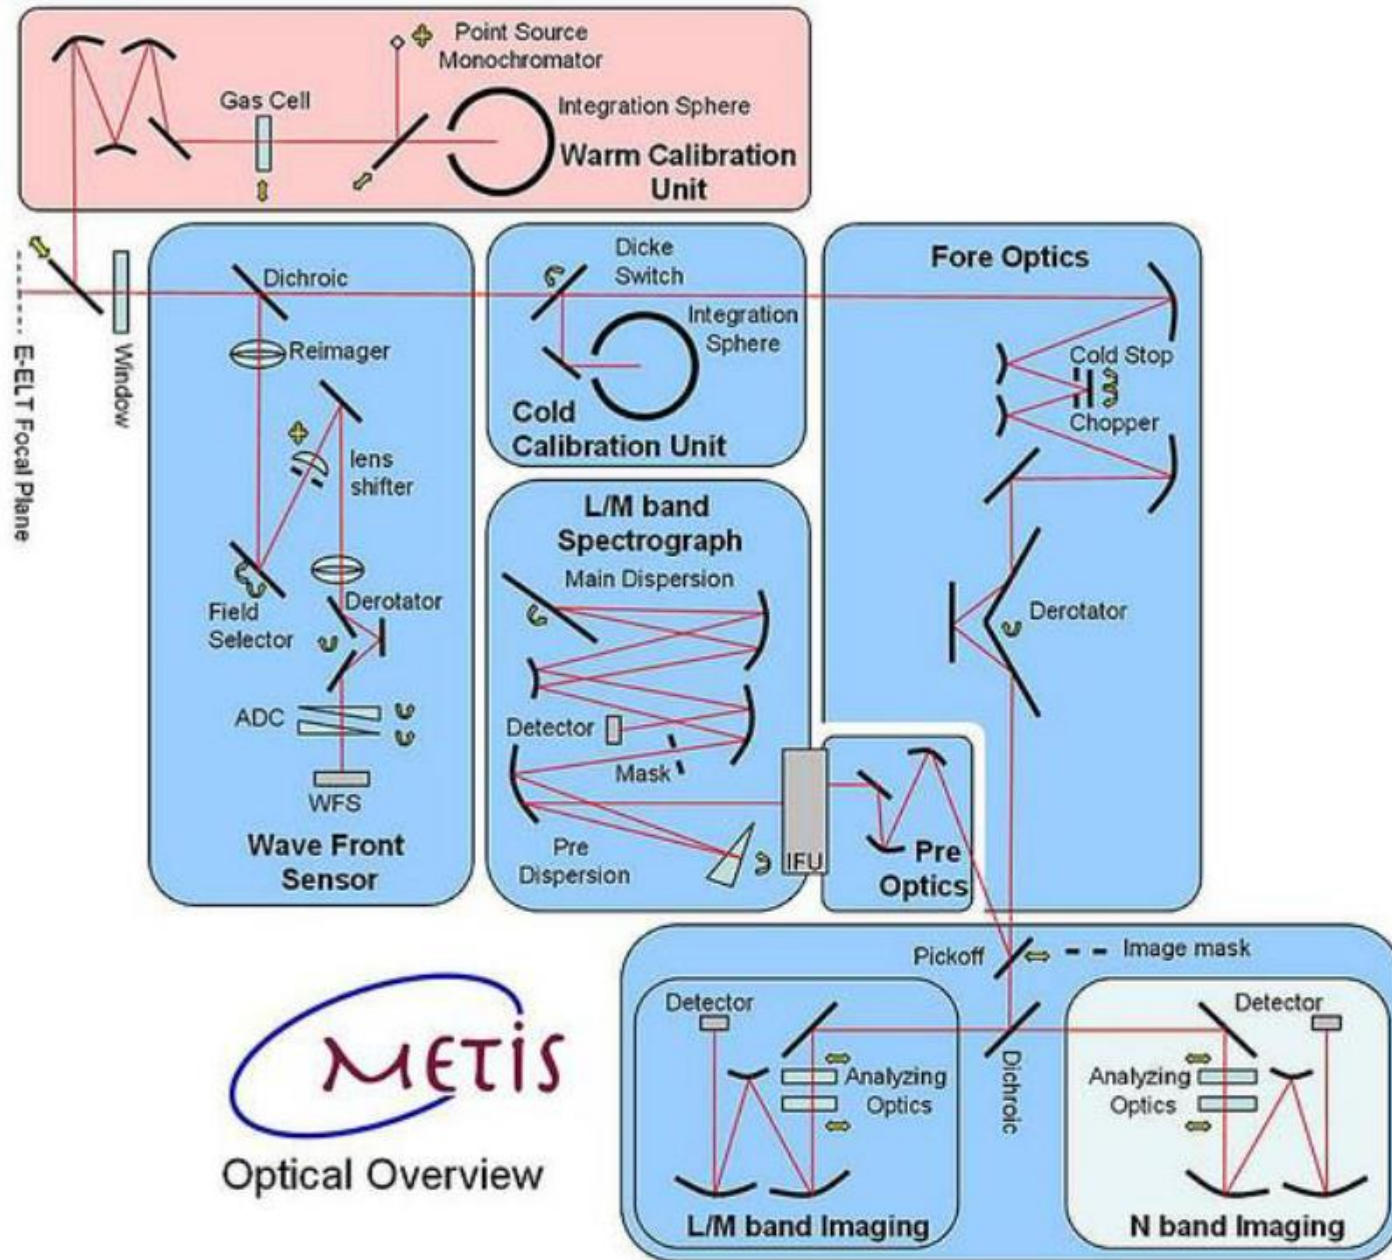 Point Source
Monochromator
Gas Cell
Integration Sphere
Warm Calibration
Unit
E-ELT Focal Plane
Window
Dichroic
Reimager
lens
shifter
Field
Selector
Derotator
ADC
WFS
Wave Front
Sensor
Dicke
Switch
Integration
Sphere
Cold
Calibration Unit
Fore Optics
Cold Stop
Chopper
Derotator
L/M band
Spectrograph
Main Dispersion
Detector
Mask
Pre
Dispersion
IFU
Pre
Optics
Pickoff
Image mask
Dichroic
Detector
Analyzing
Optics
L/M band Imaging
Detector
Analyzing
Optics
N band Imaging
METIS
Optical Overview